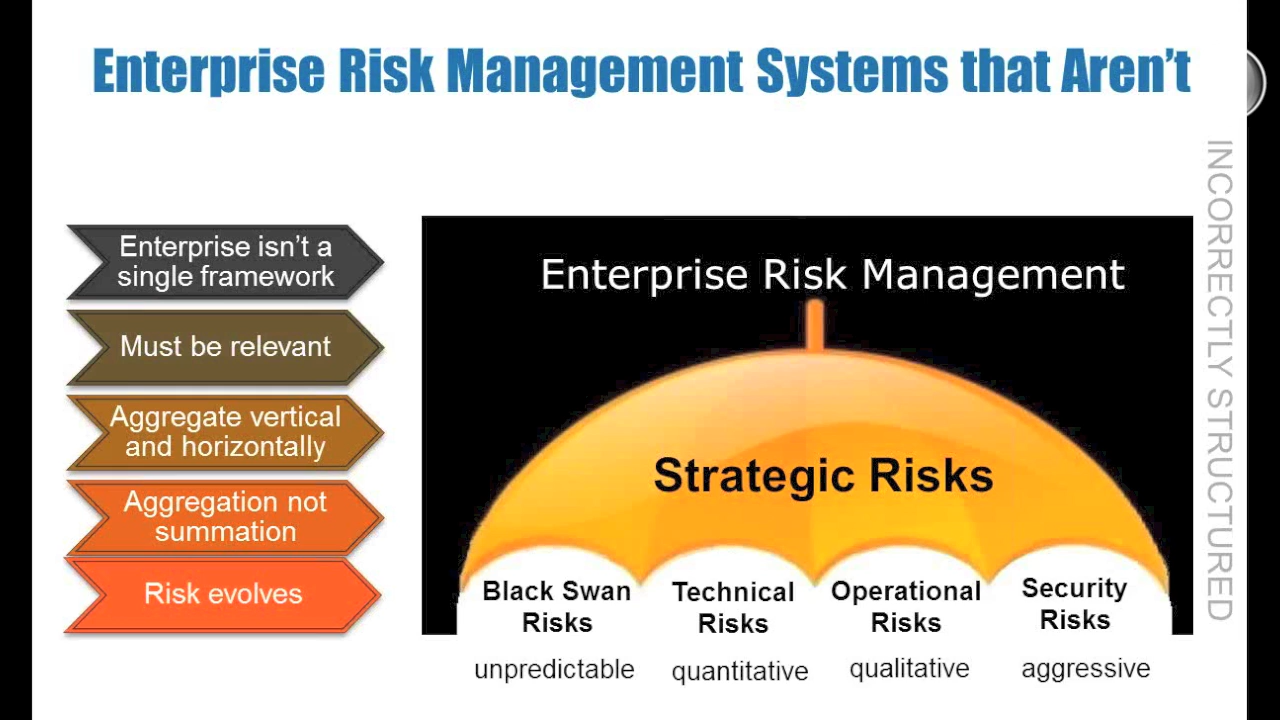 Enterprise Risk Management Systems that Aren't
INCORRECTLY STRUCTURED
Enterprise isn't a
single framework
Must be relevant
Aggregate vertical
and horizontally
Aggregation not
summation
Risk evolves
Enterprise Risk Management
Strategic Risks
Black Swan
Risks
unpredictable
Technical
Risks
quantitative
Operational
Risks
qualitative
Security
Risks
aggressive